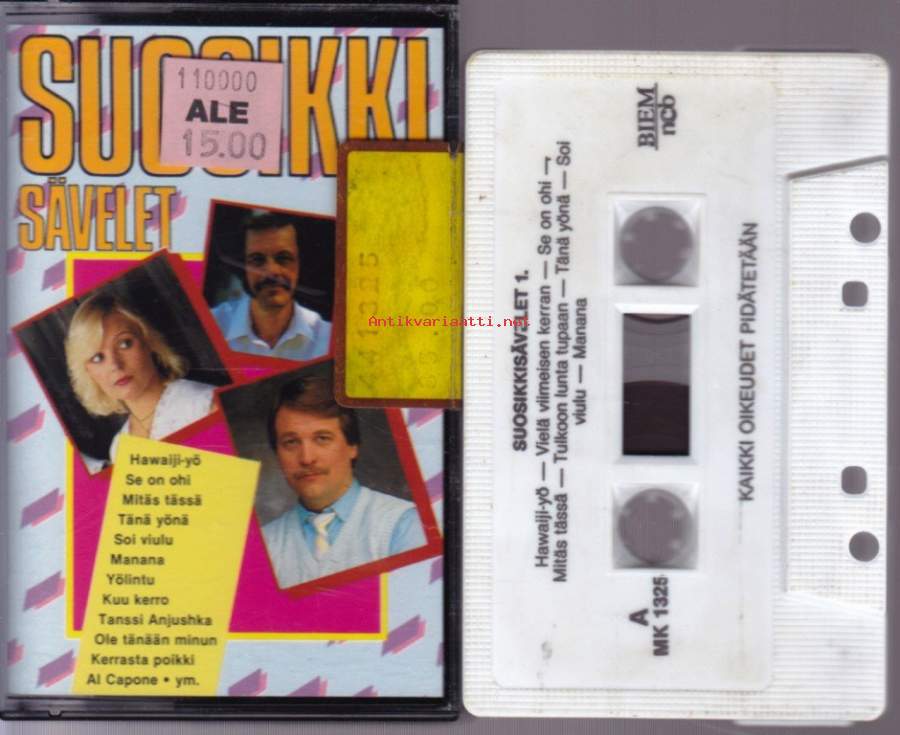 SUOSIKKI
SÄVELET
110000
ALE
15.00
Hawaiji-yö
Se on ohi
Mitäs tässä
Tänä yönä
Soi viulu
Manana
Yölintu
Kuu kerro
Tanssi Anjushka
Ole tänään minun
Kerrasta poikki
Al Capone • ym.
Antikvariaatti.net
SUOSIKKISÄVELET 1.
Hawaiji-yö — Vielä viimeisen kerran — Se on ohi —
Mitäs tässä — Tulkoon lunta tupaan — Tänä yönä — Soi
viulu — Manana
BIEM
ncb
KAIKKI OIKEUDET PIDÄTETÄÄN
A
MK 1325